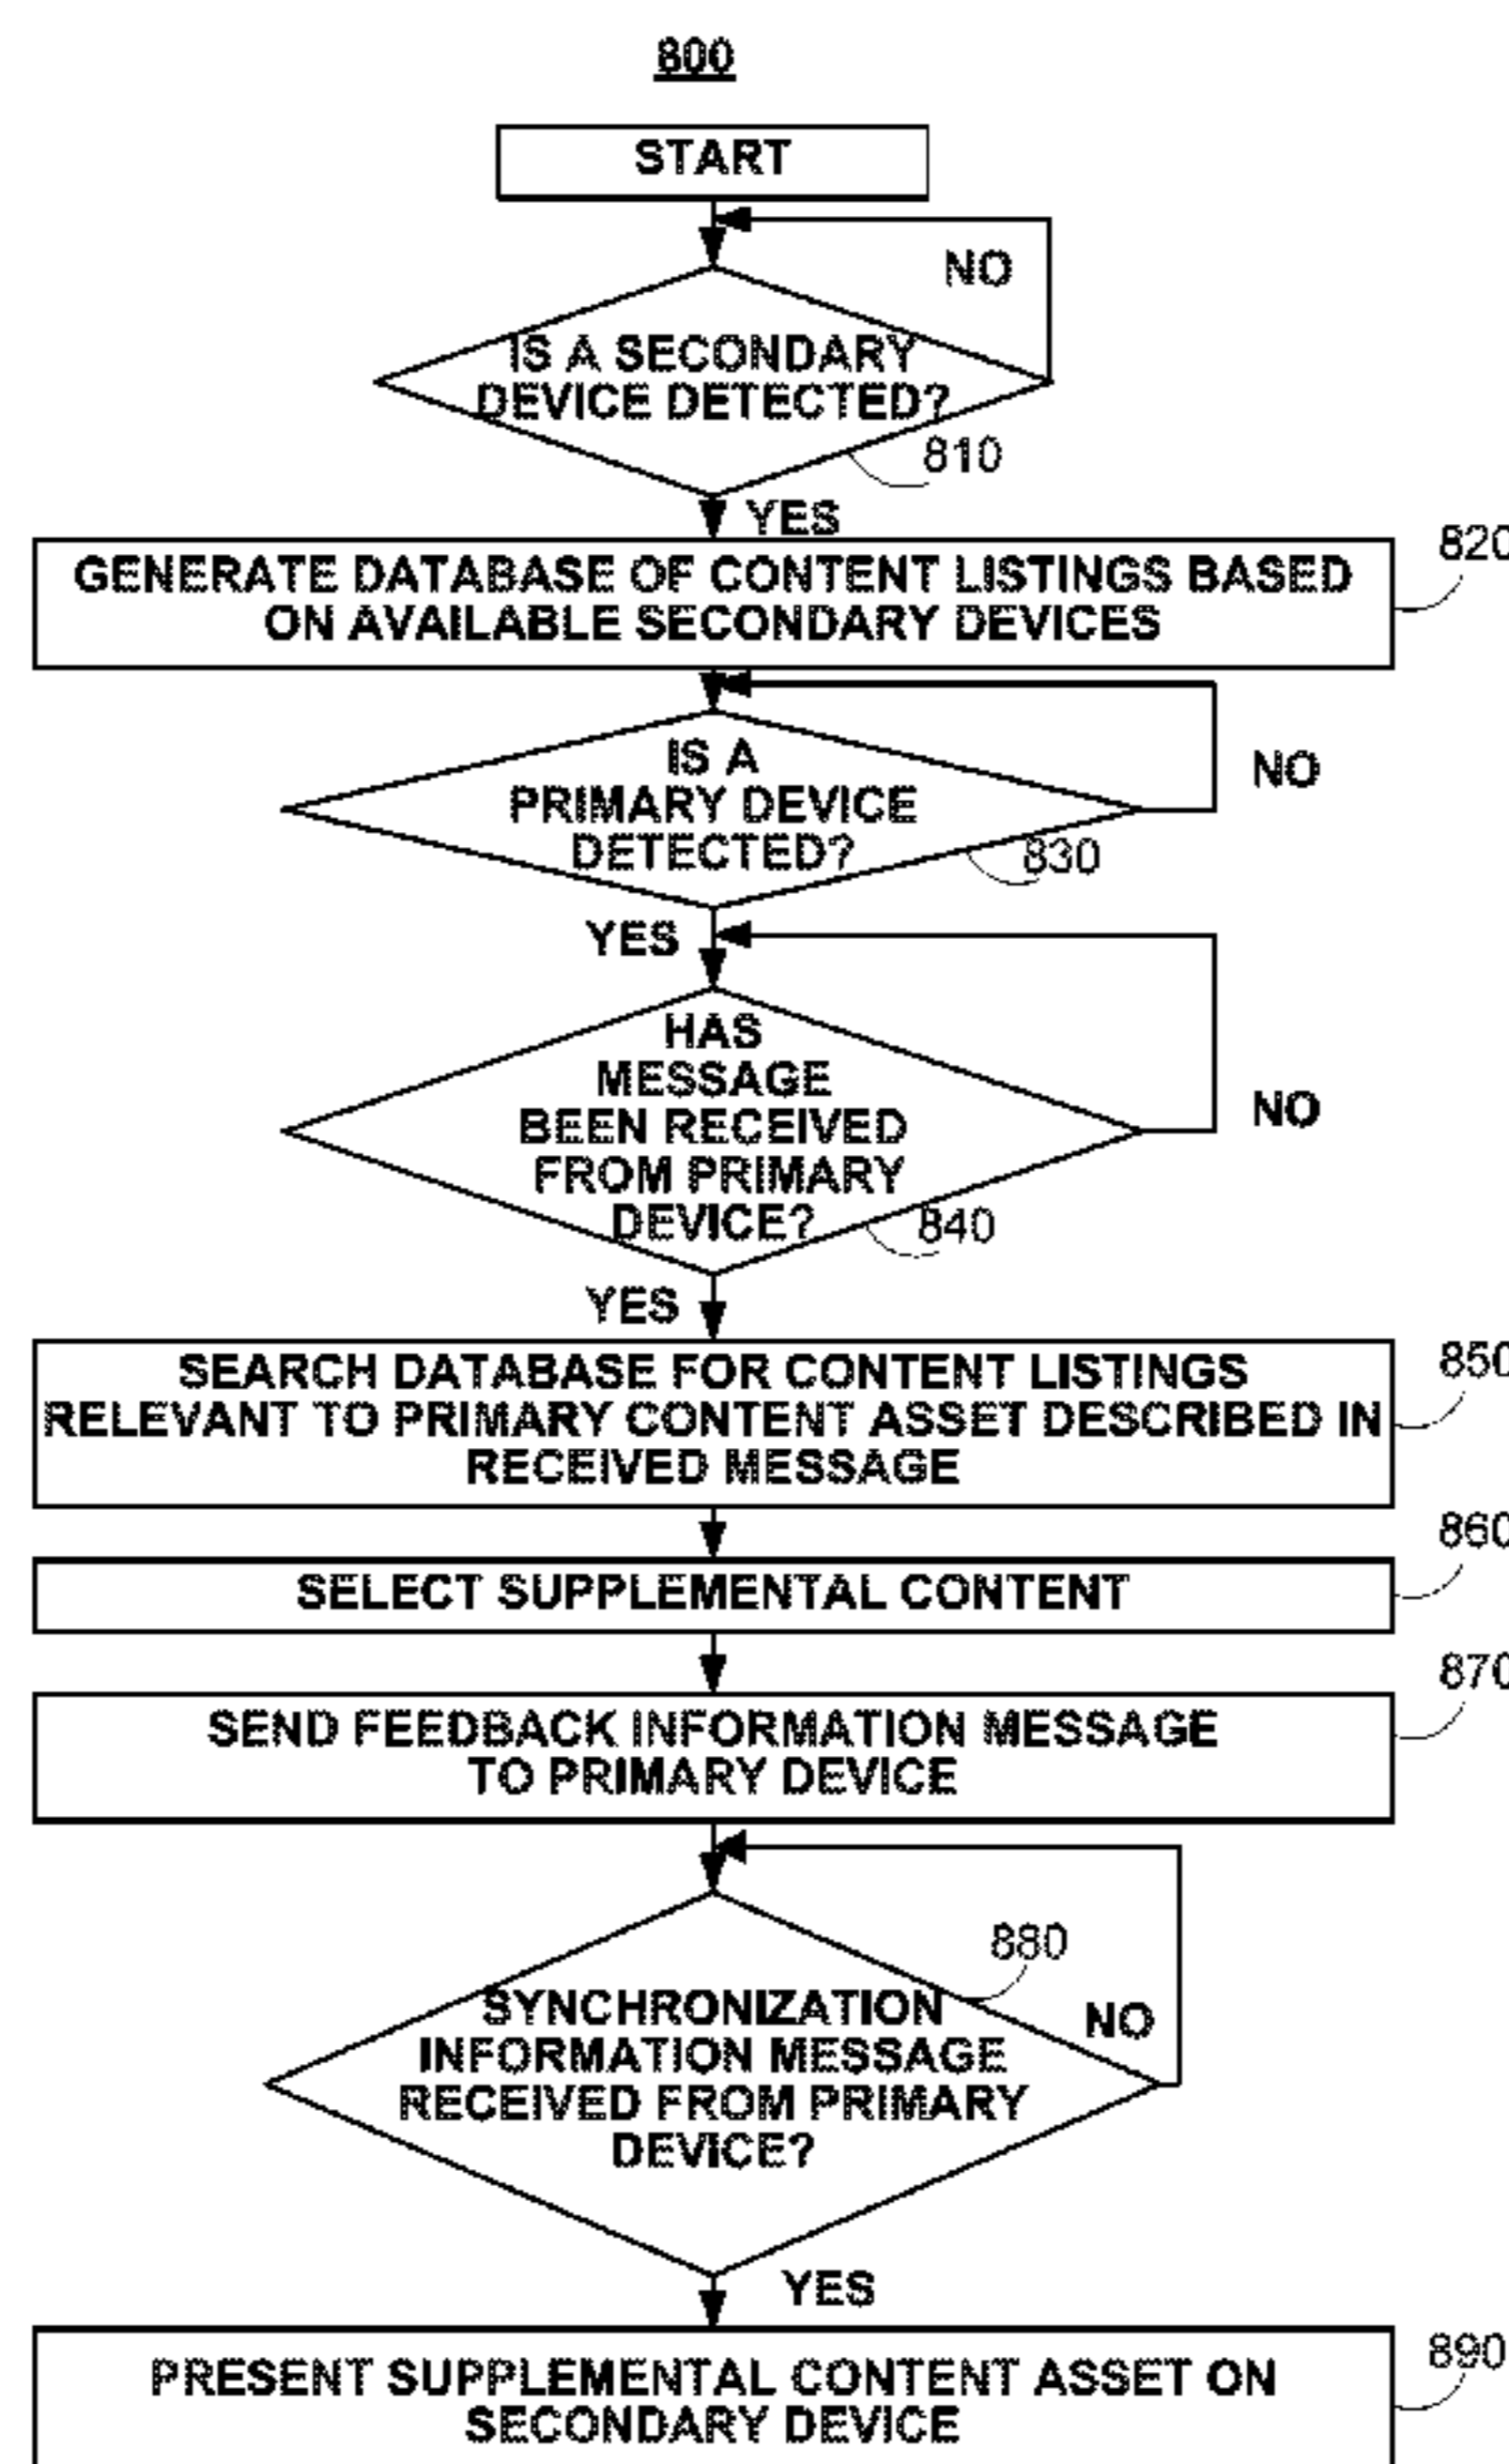 800
START
NO
IS A SECONDARY
DEVICE DETECTED?
810
YES
820
GENERATE DATABASE OF CONTENT LISTINGS BASED
ON AVAILABLE SECONDARY DEVICES
IS A
PRIMARY DEVICE
DETECTED?
NO
830
YES
HAS
MESSAGE
BEEN RECEIVED
FROM PRIMARY
DEVICE?
NO
840
YES
850
SEARCH DATABASE FOR CONTENT LISTINGS
RELEVANT TO PRIMARY CONTENT ASSET DESCRIBED IN
RECEIVED MESSAGE
860
SELECT SUPPLEMENTAL CONTENT
870
SEND FEEDBACK INFORMATION MESSAGE
TO PRIMARY DEVICE
880
NO
SYNCHRONIZATION
INFORMATION MESSAGE
RECEIVED FROM PRIMARY
DEVICE?
YES
890
PRESENT SUPPLEMENTAL CONTENT ASSET ON
SECONDARY DEVICE